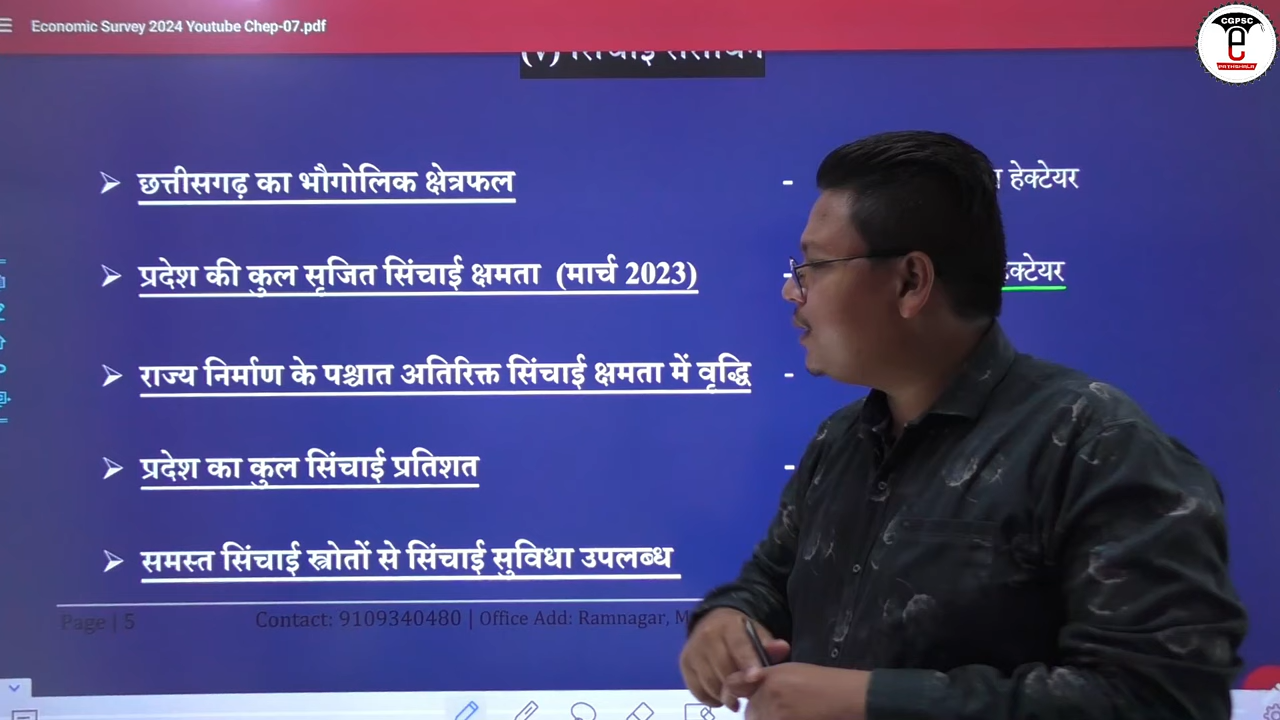 Economic Survey 2024 Youtube Chep-07.pdf
CGPSC
e
PATHSHALA
(v) सिंचाई संसाधन
➢ छत्तीसगढ़ का भौगोलिक क्षेत्रफल - हेक्टेयर
➢ प्रदेश की कुल सृजित सिंचाई क्षमता (मार्च 2023) - हेक्टेयर
➢ राज्य निर्माण के पश्चात अतिरिक्त सिंचाई क्षमता में वृद्धि -
➢ प्रदेश का कुल सिंचाई प्रतिशत -
➢ समस्त सिंचाई स्त्रोतों से सिंचाई सुविधा उपलब्ध
Page | 5 Contact: 9109340480 | Office Add: Ramnagar,